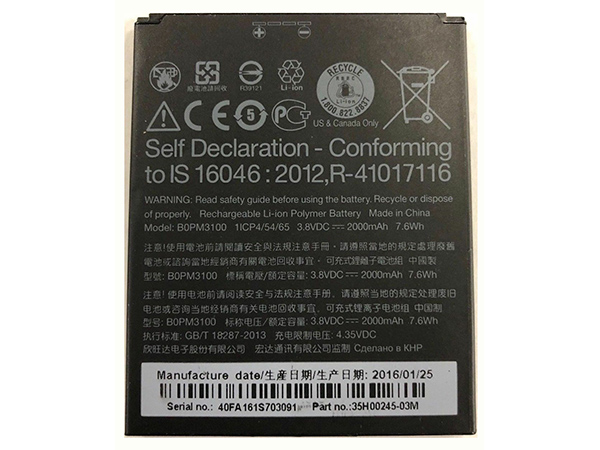 + -
廢電池請回收 R39121 Li-ion
RECYCLE
RBRC
Li-ion
1.800.822.8837
US & Canada Only
Self Declaration - Conforming
to IS 16046 : 2012,R-41017116
WARNING: Read safety guide before using the battery. Recycle or dispose
of properly. Rechargeable Li-ion Polymer Battery Made in China
Model: B0PM3100 1ICP4/54/65 3.8VDC 2000mAh 7.6Wh
注意!使用電池前請閱讀安全與法規注意手冊,請遵照當地的規定處理廢舊
電池或諮詢當地經銷商有關電池回收事宜。可充式鋰離子電池組 中國製
型號: B0PM3100 標稱電壓/額定容量: 3.8VDC 2000mAh 7.6Wh
注意!使用电池前请阅读安全与法规注意手册,请遵照当地的规定处理废旧
电池或咨询当地经销商有关电池回收事宜。可充式锂离子电池组 中国制
型号: B0PM3100 标称电压/额定容量: 3.8VDC 2000mAh 7.6Wh
执行标准: GB/T 18287-2013 充电限制电压: 4.35VDC
欣旺达电子股份有限公司 宏达通讯有限公司监制 Сделано в КНР
Manufacture date/生產日期/生产日期: 2016/01/25
Serial no.: 40FA161S703091 Part no.:35H00245-03M